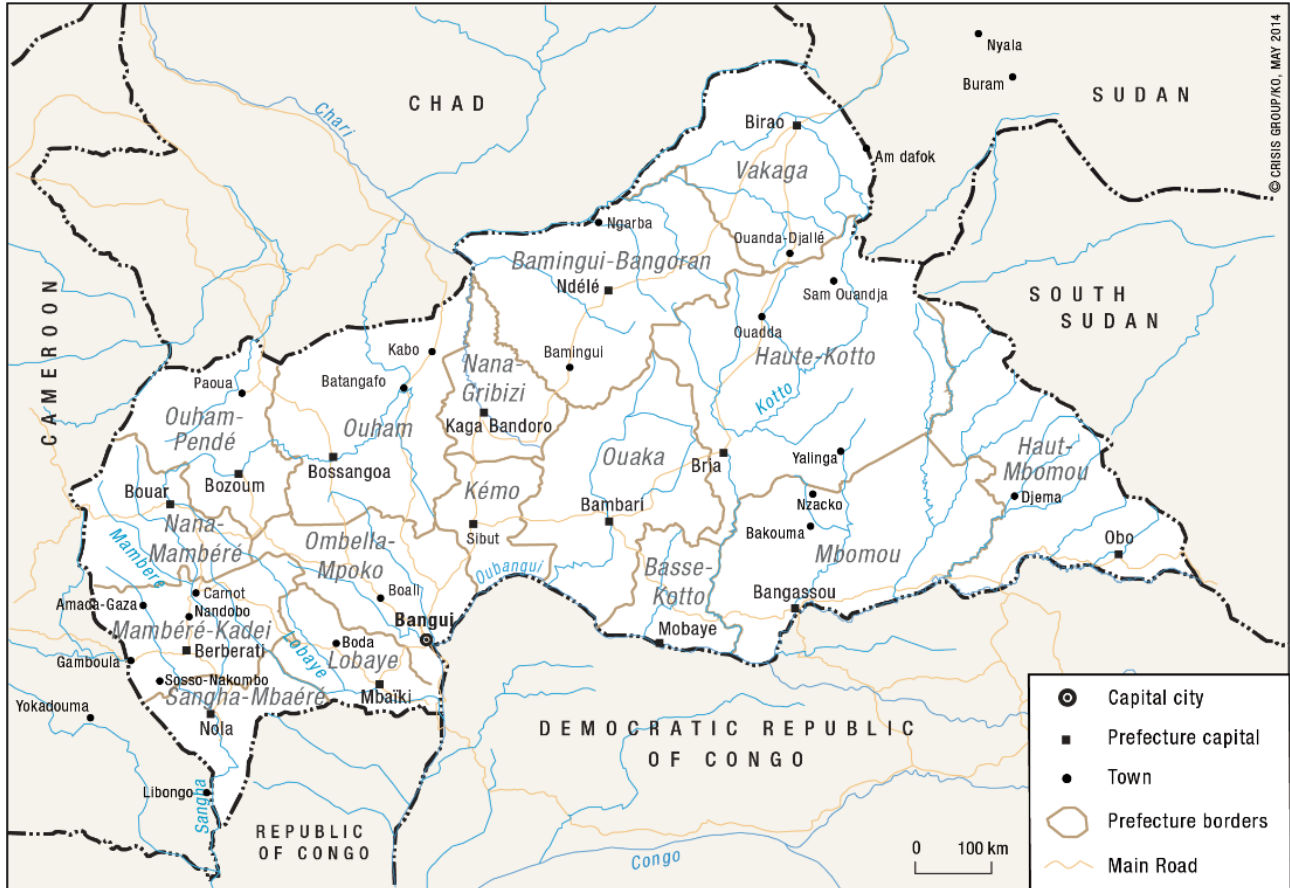 © CRISIS GROUP/KO, MAY 2014
Nyala
Buram
CHAD
SUDAN
Chari
Birao
Am dafok
Vakaga
Ngarba
Ouanda-Djallé
Bamingui-Bangoran
Ndélé
Sam Ouandja
SOUTH
SUDAN
CAMEROON
Ouadda
Haute-Kotto
Kabo
Nana-
Gribizi
Bamingui
Paoua
Batangafo
Kotto
Ouham-
Pendé
Ouham
Kaga Bandoro
Haut-
Mbomou
Ouaka
Bria
Yalinga
Bossangoa
Bozoum
Bouar
Kémo
Nzacko
Djema
Nana-
Mambéré
Mambere
Ombella-
Mpoko
Sibut
Bambari
Bakouma
Mbomou
Obo
Oubangui
Basse-
Kotto
Carnot
Boali
Amada-Gaza
Nandobo
Bangassou
Mambéré-Kadei
Bangui
Lobaye
Boda
Mobaye
Berberati
Lobaye
Gamboula
Sosso-Nakombo
Sangha-Mbaéré
Mbaïki
Yokadouma
Nola
DEMOCRATIC REPUBLIC
OF CONGO
Libongo
Sangha
REPUBLIC
OF CONGO
Congo
0 100 km
Capital city
Prefecture capital
Town
Prefecture borders
Main Road